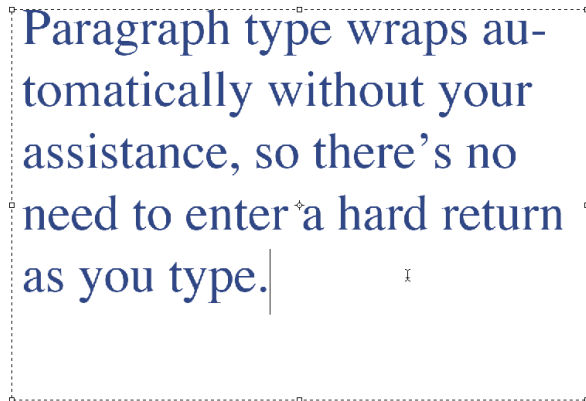 Paragraph type wraps au-
tomatically without your
assistance, so there’s no
need to enter a hard return
as you type.